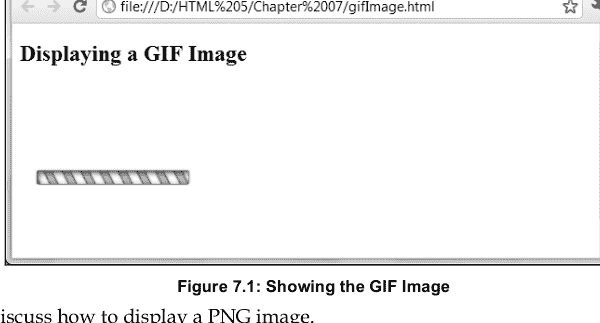 file:///D:/HTML%205/Chapter%2007/gifImage.html
Displaying a GIF Image
Figure 7.1: Showing the GIF Image
iscuss how to display a PNG image.